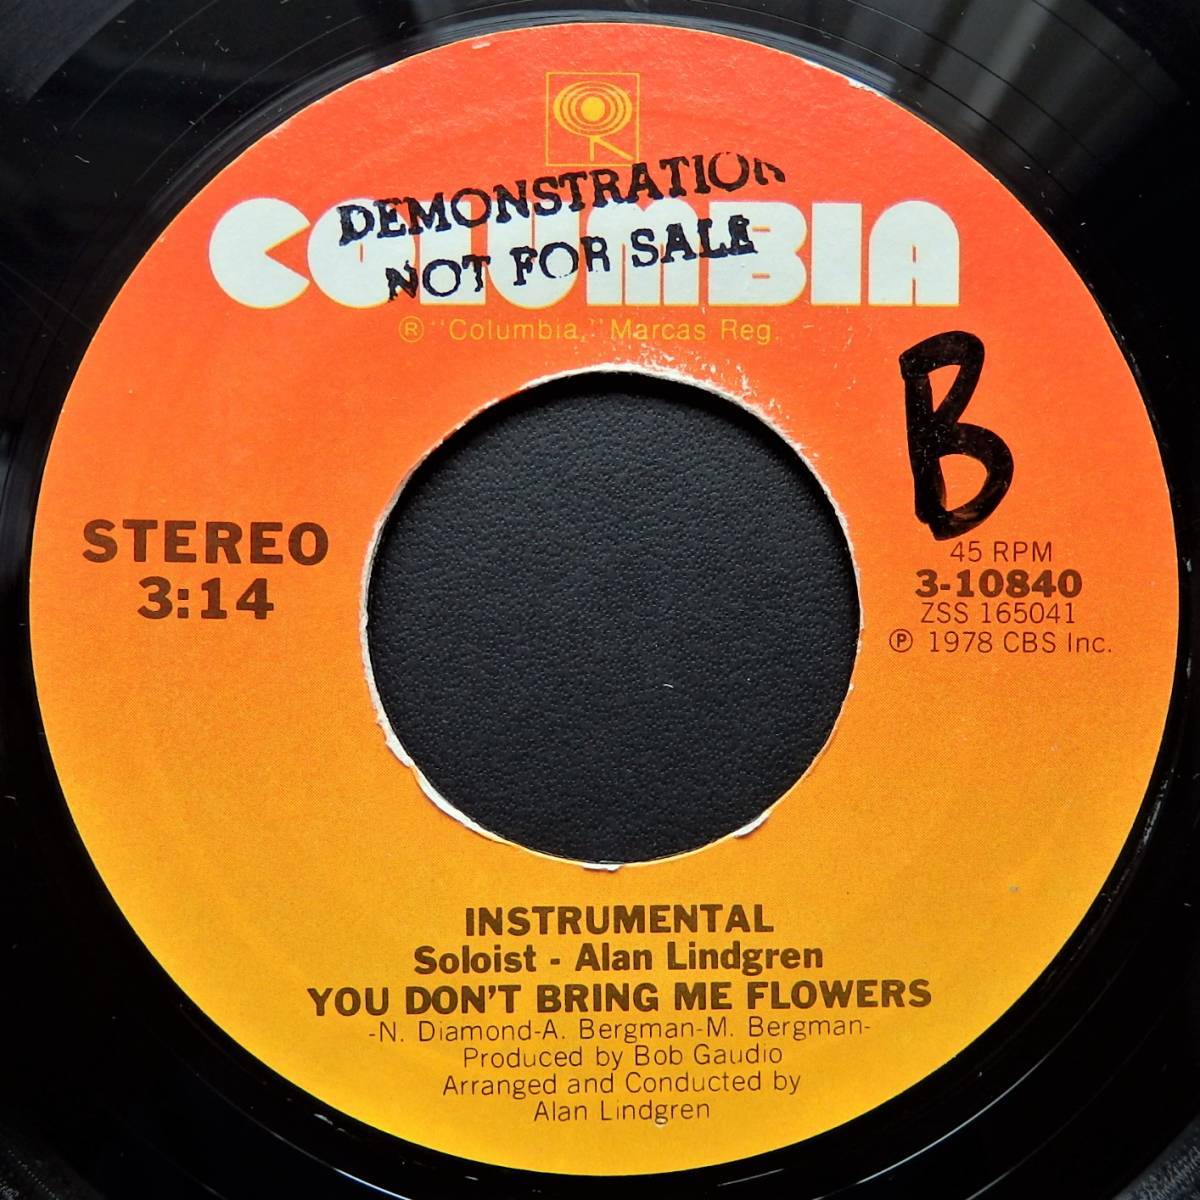 DEMONSTRATION
NOT FOR SALE
COLUMBIA
® "Columbia," Marcas Reg.
B
STEREO
3:14
45 RPM
3-10840
ZSS 165041
℗ 1978 CBS Inc.
INSTRUMENTAL
Soloist - Alan Lindgren
YOU DON'T BRING ME FLOWERS
-N. Diamond-A. Bergman-M. Bergman-
Produced by Bob Gaudio
Arranged and Conducted by
Alan Lindgren